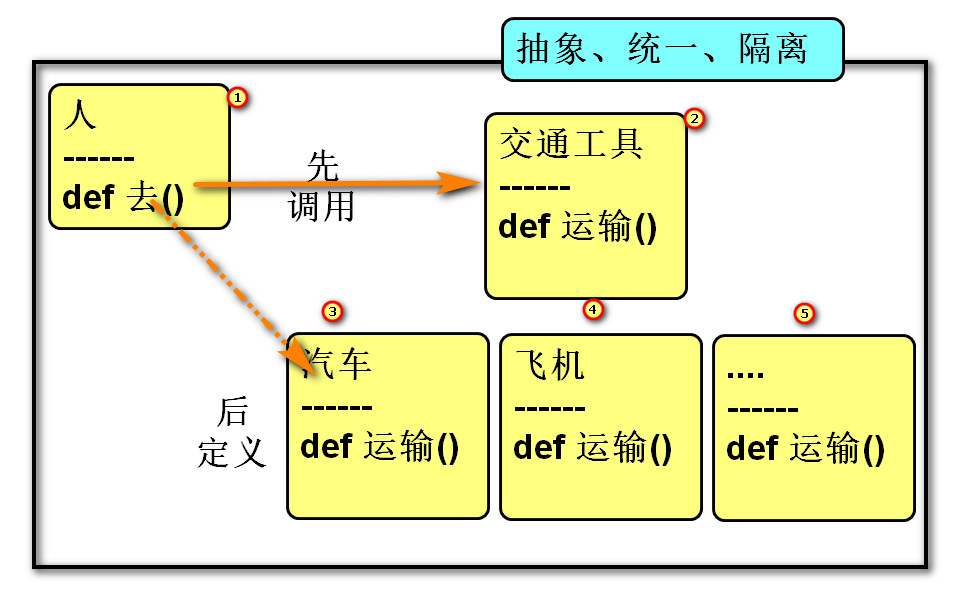 抽象、统一、隔离
人
1
------
def 去()
先
调用
交通工具
2
------
def 运输()
3
汽车
------
def 运输()
后
定义
4
飞机
------
def 运输()
5
....
------
def 运输()